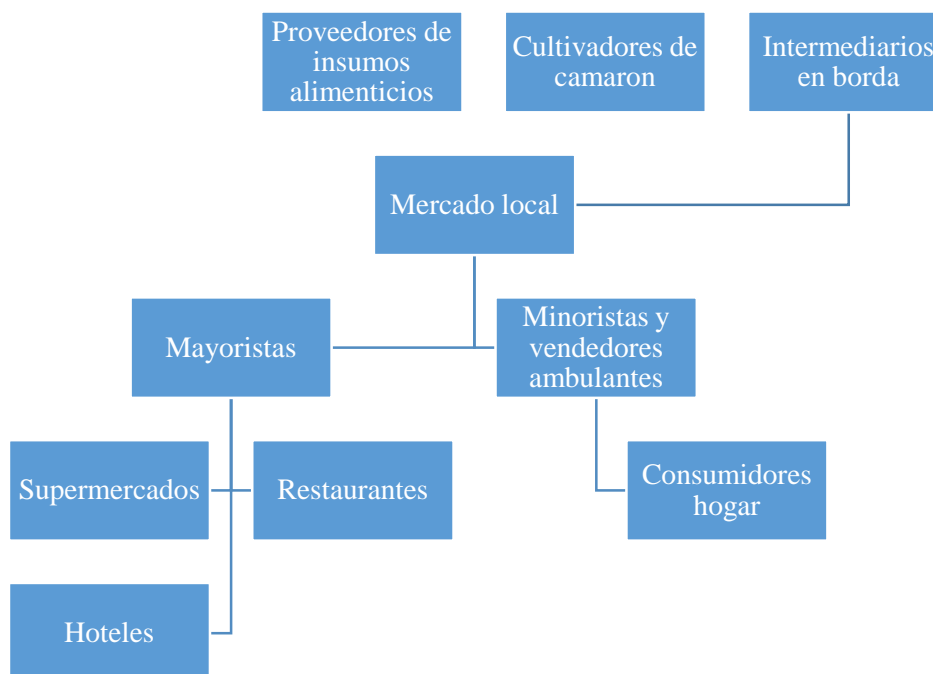 Proveedores de
insumos
alimenticios
Cultivadores de
camaron
Intermediarios
en borda
Mercado local
Mayoristas
Minoristas y
vendedores
ambulantes
Supermercados
Restaurantes
Consumidores
hogar
Hoteles